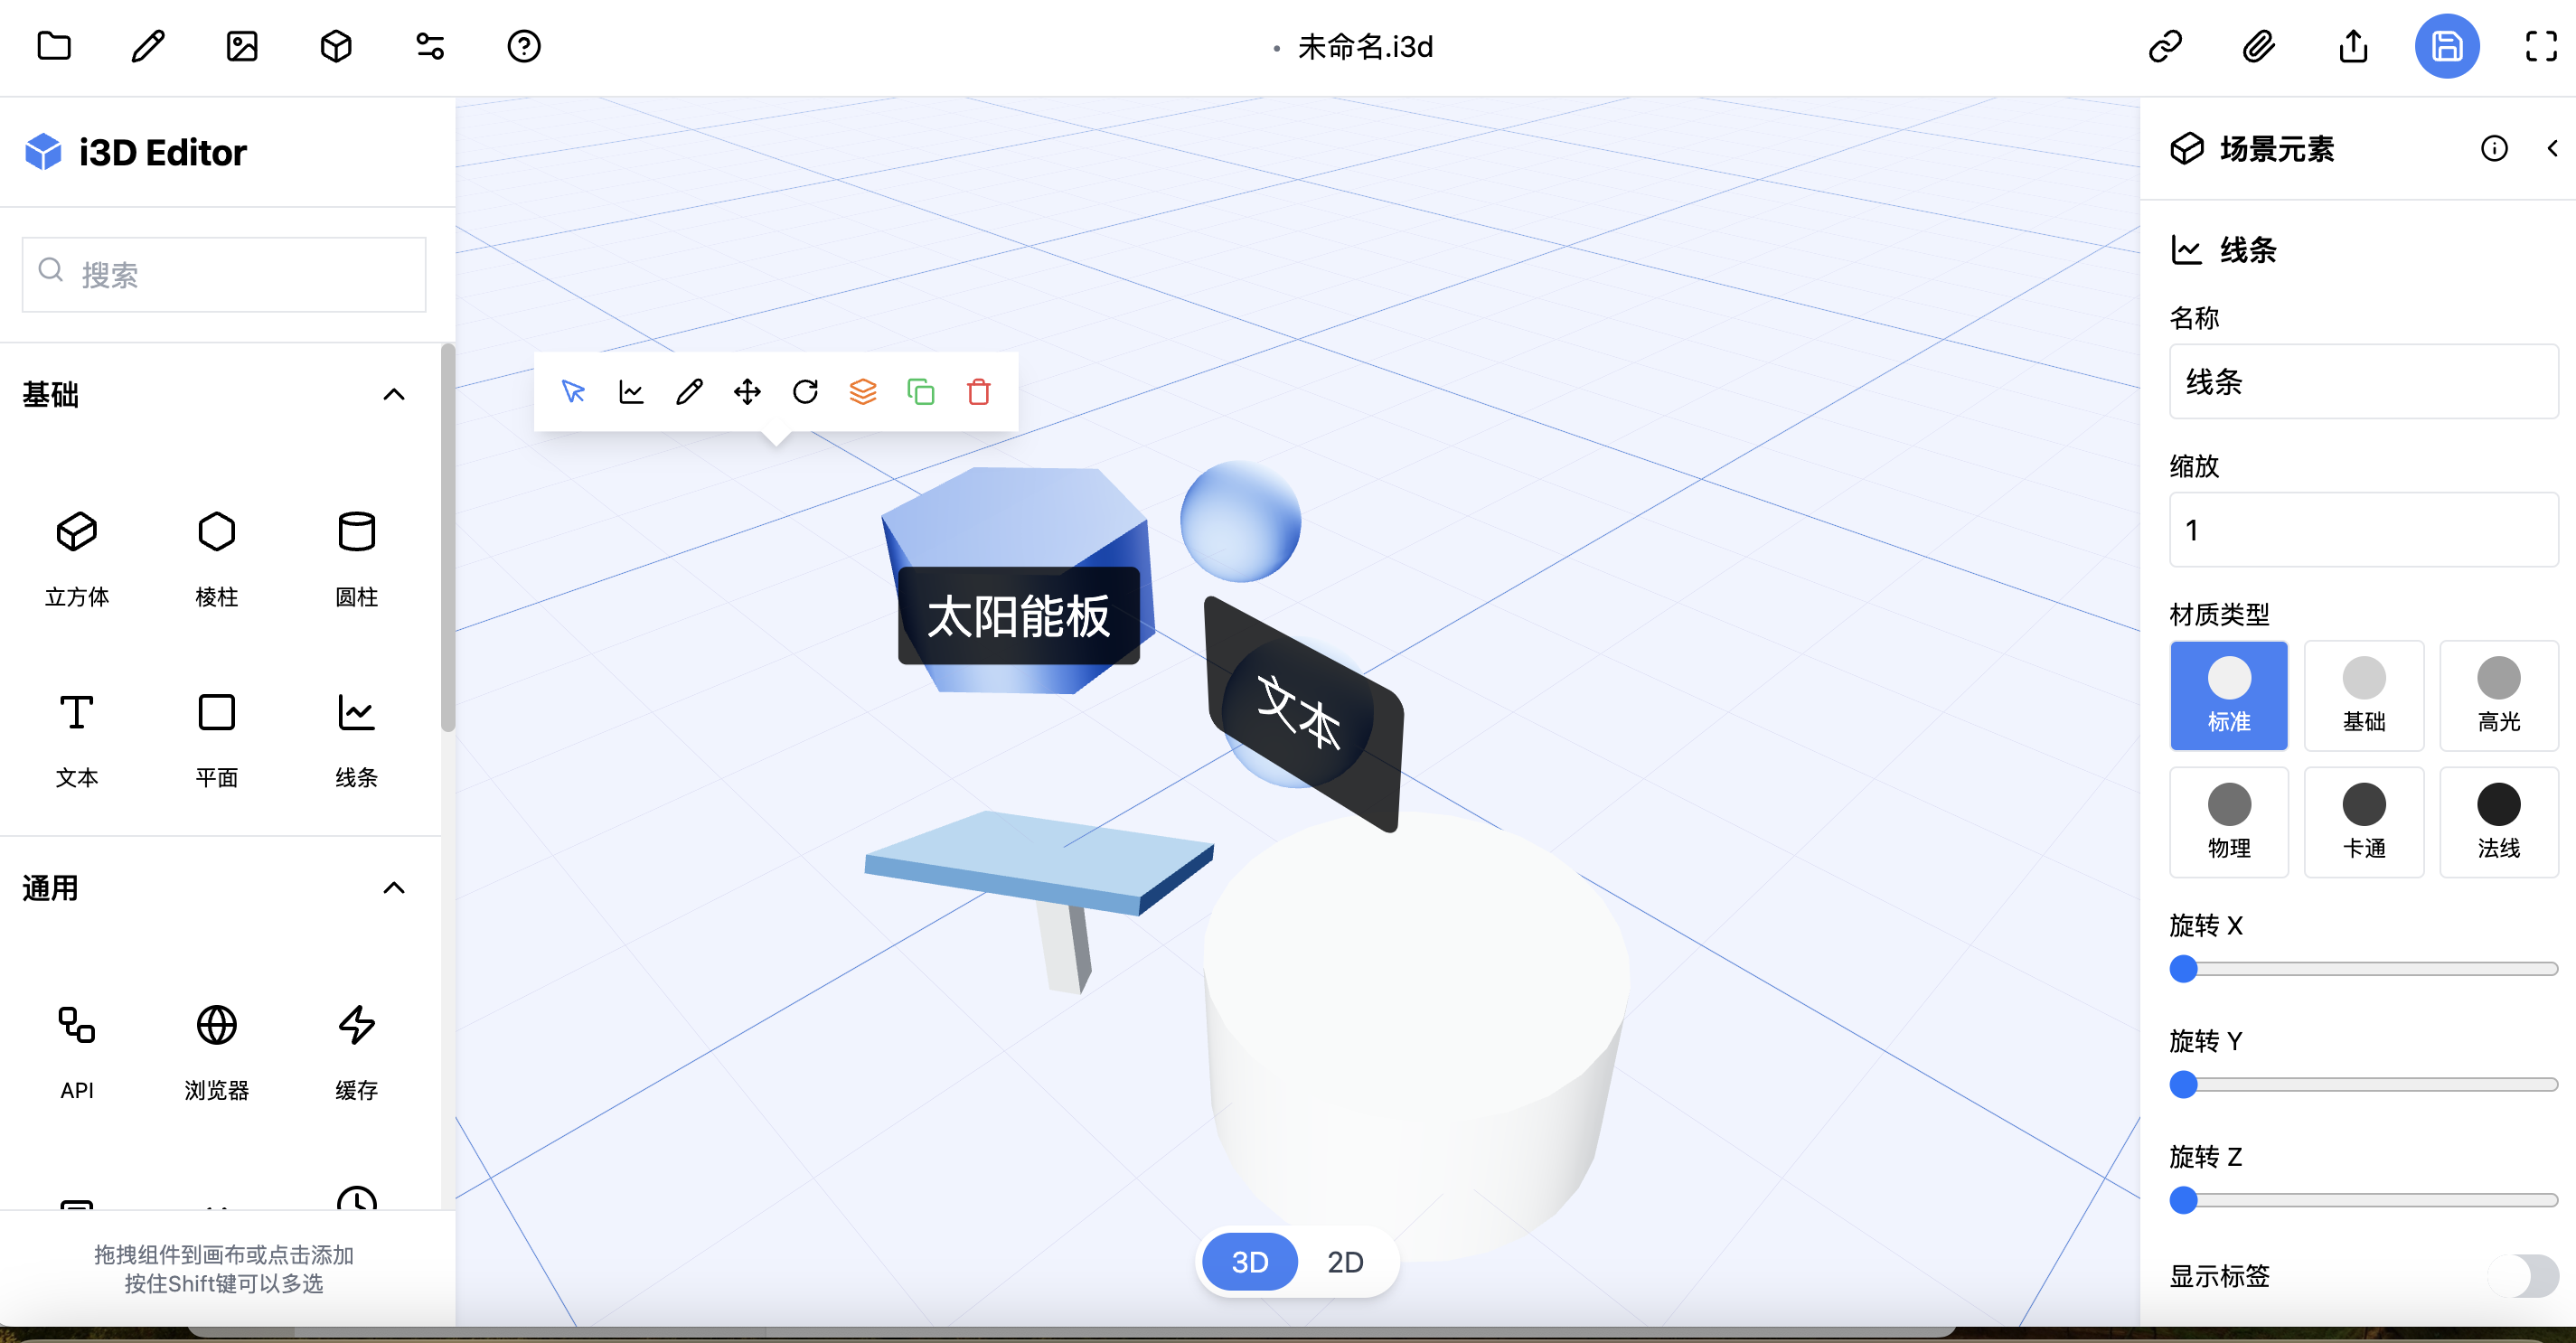 未命名.i3d
i3D Editor
搜索
基础
立方体
棱柱
圆柱
文本
平面
线条
通用
API
浏览器
缓存
拖拽组件到画布或点击添加
按住Shift键可以多选
太阳能板
文本
3D
2D
场景元素
线条
名称
线条
缩放
1
材质类型
标准
基础
高光
物理
卡通
法线
旋转 X
旋转 Y
旋转 Z
显示标签